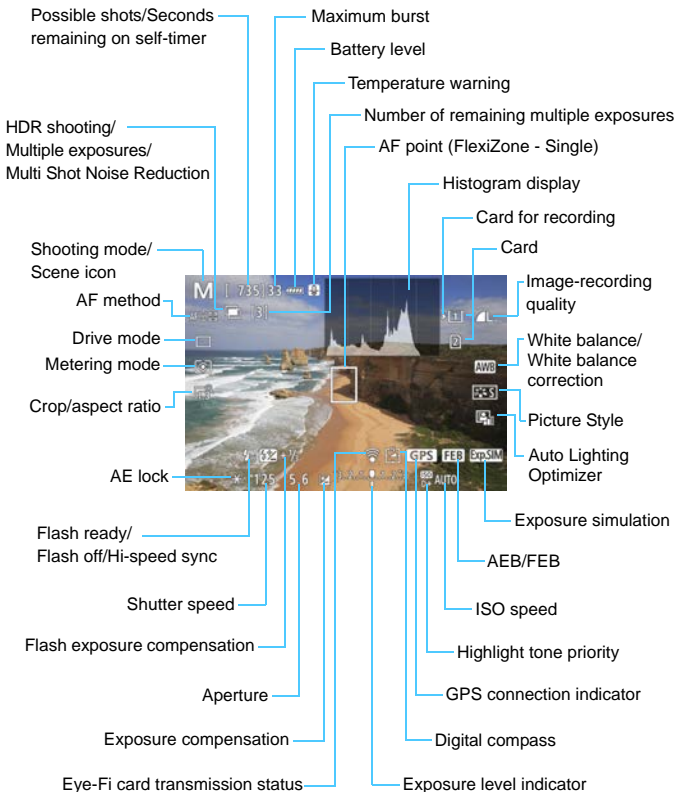 Possible shots/Seconds
remaining on self-timer
Maximum burst
Battery level
Temperature warning
Number of remaining multiple exposures
HDR shooting/
Multiple exposures/
Multi Shot Noise Reduction
AF point (FlexiZone - Single)
Histogram display
Card for recording
Card
Shooting mode/
Scene icon
Image-recording
quality
AF method
Drive mode
Metering mode
Crop/aspect ratio
White balance/
White balance
correction
Picture Style
Auto Lighting
Optimizer
M [ 735] 33
[ 3]
1
L
2
AWB
S
GPS FEB Exp.SIM
125 5.6 AUTO
AE lock
Flash ready/
Flash off/Hi-speed sync
Exposure simulation
AEB/FEB
Shutter speed
ISO speed
Flash exposure compensation
Highlight tone priority
Aperture
GPS connection indicator
Exposure compensation
Digital compass
Eye-Fi card transmission status
Exposure level indicator